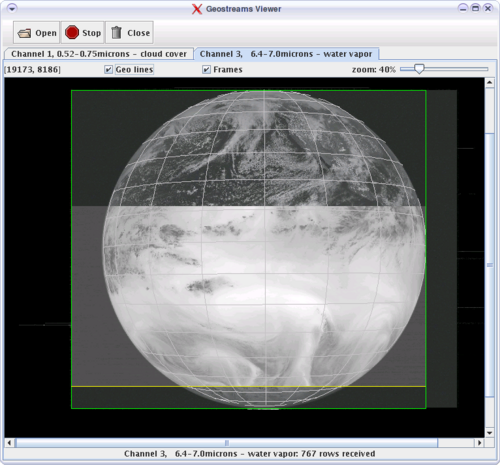 Geostreams Viewer
Open Stop Close
Channel 1, 0.52-0.75microns - cloud cover Channel 3, 6.4-7.0microns - water vapor
[19173, 8186] Geo lines Frames zoom: 40%
Channel 3, 6.4-7.0microns - water vapor: 767 rows received